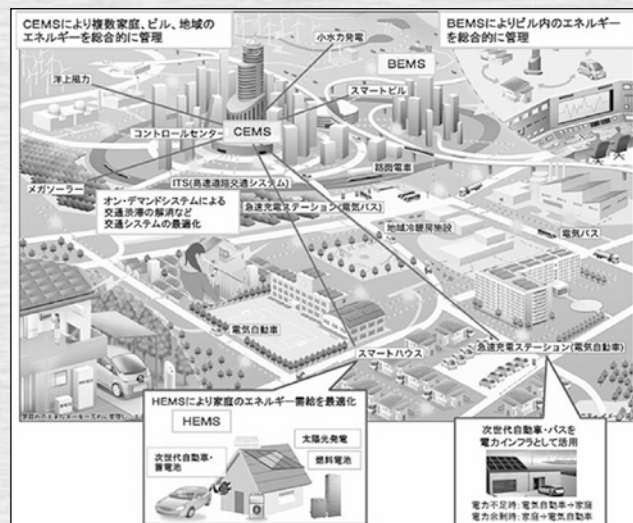 CEMSにより複数家庭、ビル、地域の
エネルギーを総合的に管理
BEMSによりビル内のエネルギー
を総合的に管理
小水力発電
BEMS
洋上風力
スマートビル
コントロールセンター
CEMS
路面電車
メガソーラー
ITS(高速道路交通システム)
オン・デマンドシステムによる
交通渋滞の解消など
交通システムの最適化
急速充電ステーション(電気バス)
地域冷暖房施設
電気バス
電気自動車
スマートハウス
急速充電ステーション(電気自動車)
HEMSにより家庭のエネルギー需給を最適化
HEMS
太陽光発電
次世代自動車・
蓄電池
燃料電池
次世代自動車・バスを
電力インフラとして活用
電力不足時:電気自動車→家庭
電力余剰時:家庭→電気自動車